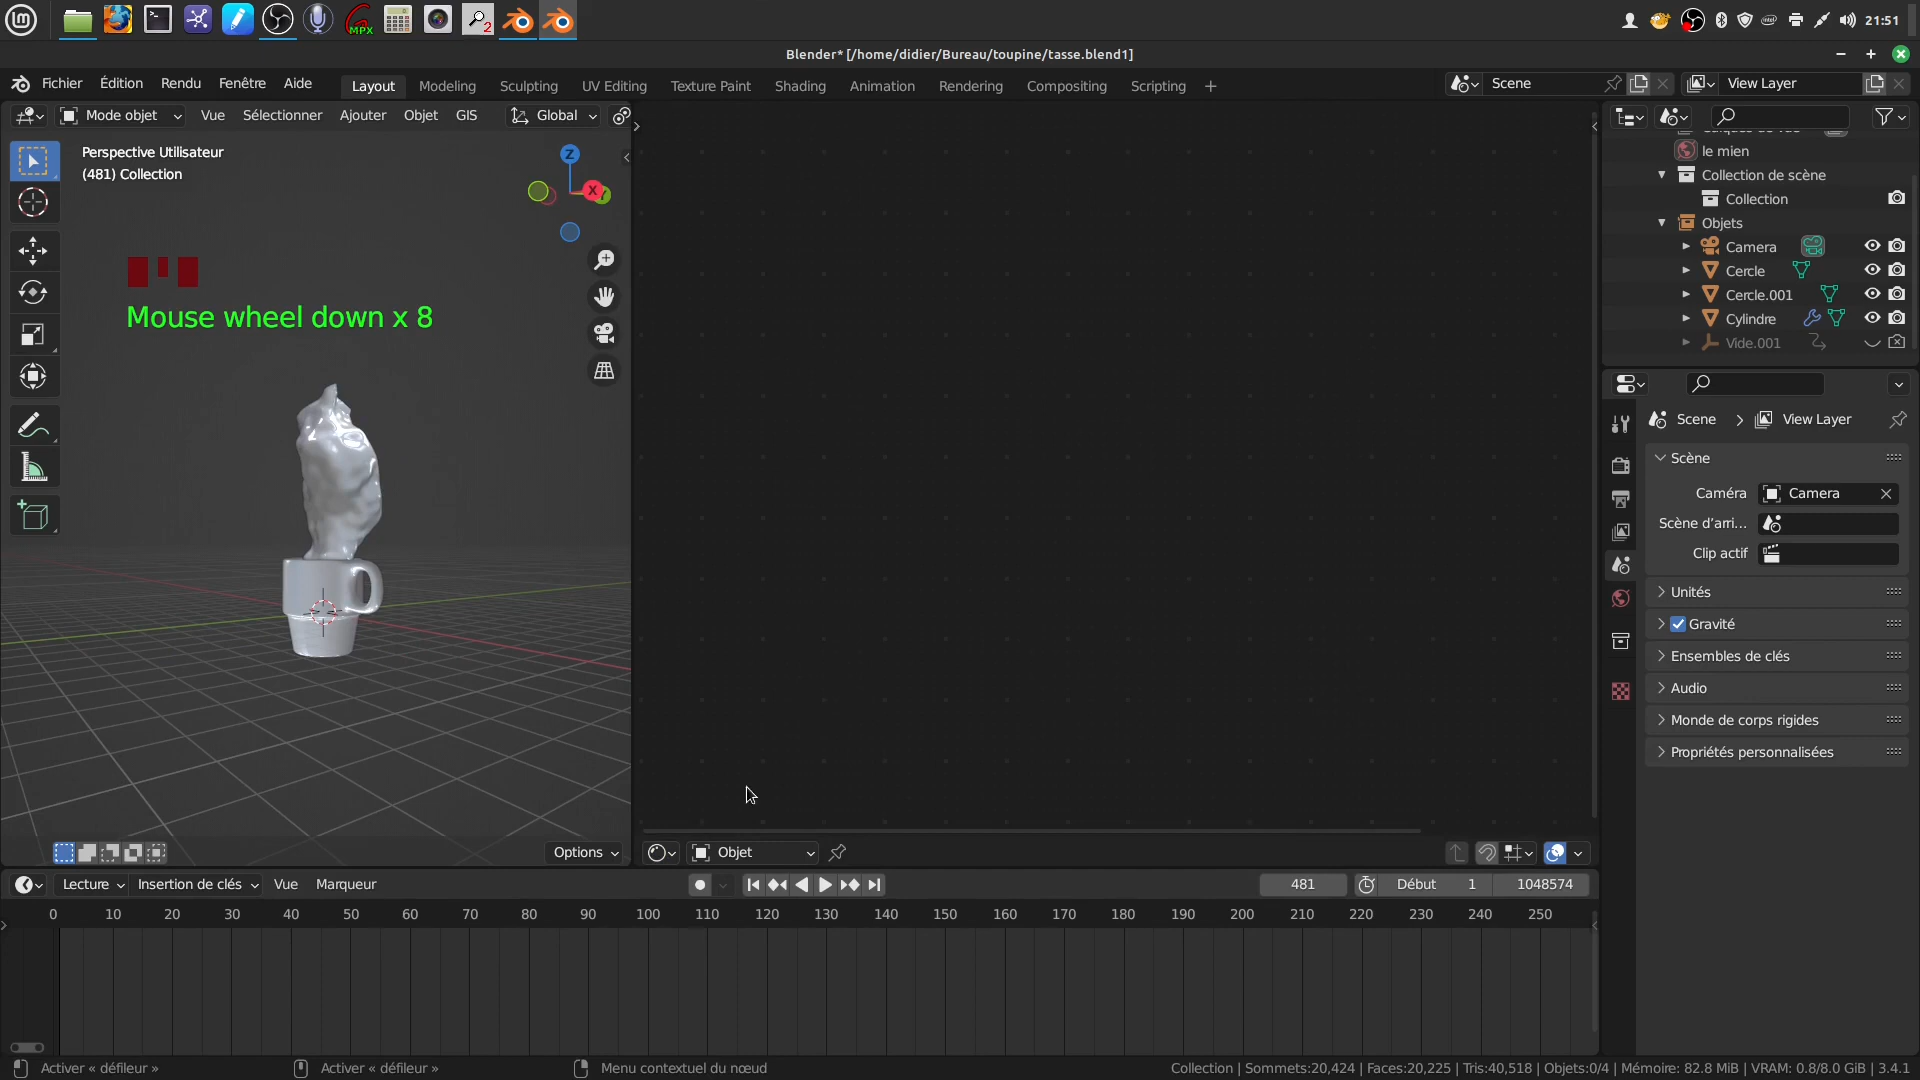 MPX
2
21:51
Blender* [/home/didier/Bureau/toupine/tasse.blend1]
Fichier Édition Rendu Fenêtre Aide
Layout Modeling Sculpting UV Editing Texture Paint Shading Animation Rendering Compositing Scripting +
Scene
View Layer
Mode objet Vue Sélectionner Ajouter Objet GIS Global
Perspective Utilisateur
(481) Collection
Z
X
Mouse wheel down x 8
le mien
Collection de scène
Collection
Objets
Camera
Cercle
Cercle.001
Cylindre
Vide.001
Scene > View Layer
Scène
Caméra Camera
Scène d'arri...
Clip actif
Unités
Gravité
Ensembles de clés
Audio
Monde de corps rigides
Propriétés personnalisées
Options
Objet
Lecture Insertion de clés Vue Marqueur
481 Début 1 1048574
0 10 20 30 40 50 60 70 80 90 100 110 120 130 140 150 160 170 180 190 200 210 220 230 240 250
Activer « défileur » Activer « défileur » Menu contextuel du nœud
Collection | Sommets:20,424 | Faces:20,225 | Tris:40,518 | Objets:0/4 | Mémoire: 82.8 MiB | VRAM: 0.8/8.0 GiB | 3.4.1